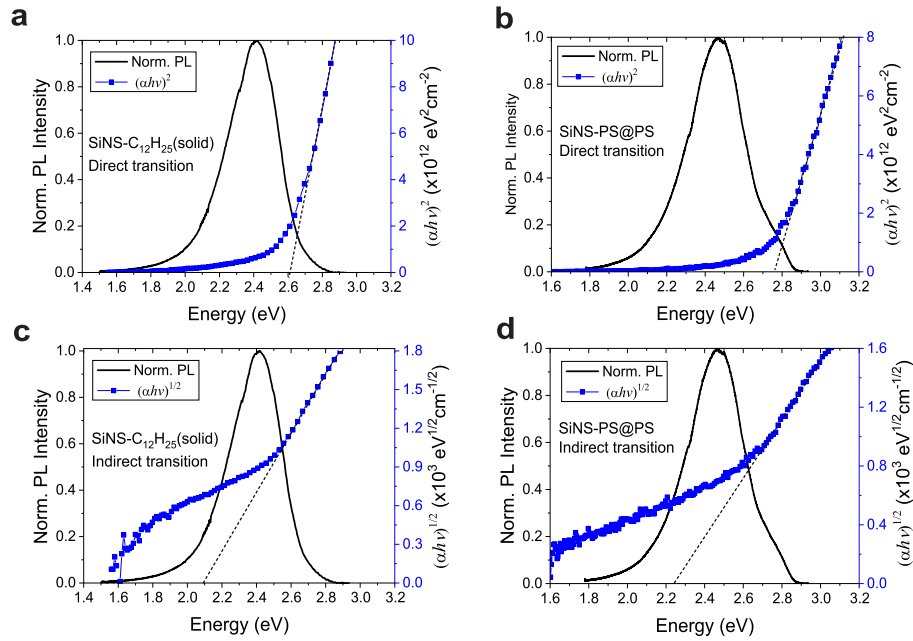 a
Norm. PL
(αhν)²
SiNS-C₁₂H₂₅(solid)
Direct transition
Norm. PL Intensity
0.0 0.2 0.4 0.6 0.8 1.0
0 2 4 6 8 10
(αhν)² (x10¹² eV²cm⁻²)
1.4 1.6 1.8 2.0 2.2 2.4 2.6 2.8 3.0 3.2
Energy (eV)
b
Norm. PL
(αhν)²
SiNS-PS@PS
Direct transition
Norm. PL Intensity
0.0 0.2 0.4 0.6 0.8 1.0
0 2 4 6 8
(αhν)² (x10¹² eV²cm⁻²)
1.6 1.8 2.0 2.2 2.4 2.6 2.8 3.0 3.2
Energy (eV)
c
Norm. PL
(αhν)¹/²
SiNS-C₁₂H₂₅(solid)
Indirect transition
Norm. PL Intensity
0.0 0.2 0.4 0.6 0.8 1.0
0.0 0.3 0.6 0.9 1.2 1.5 1.8
(αhν)¹/² (x10³ eV¹/²cm⁻¹/²)
1.4 1.6 1.8 2.0 2.2 2.4 2.6 2.8 3.0 3.2
Energy (eV)
d
Norm. PL
(αhν)¹/²
SiNS-PS@PS
Indirect transition
Norm. PL Intensity
0.0 0.2 0.4 0.6 0.8 1.0
0.0 0.4 0.8 1.2 1.6
(αhν)¹/² (x10³ eV¹/²cm⁻¹/²)
1.6 1.8 2.0 2.2 2.4 2.6 2.8 3.0 3.2
Energy (eV)